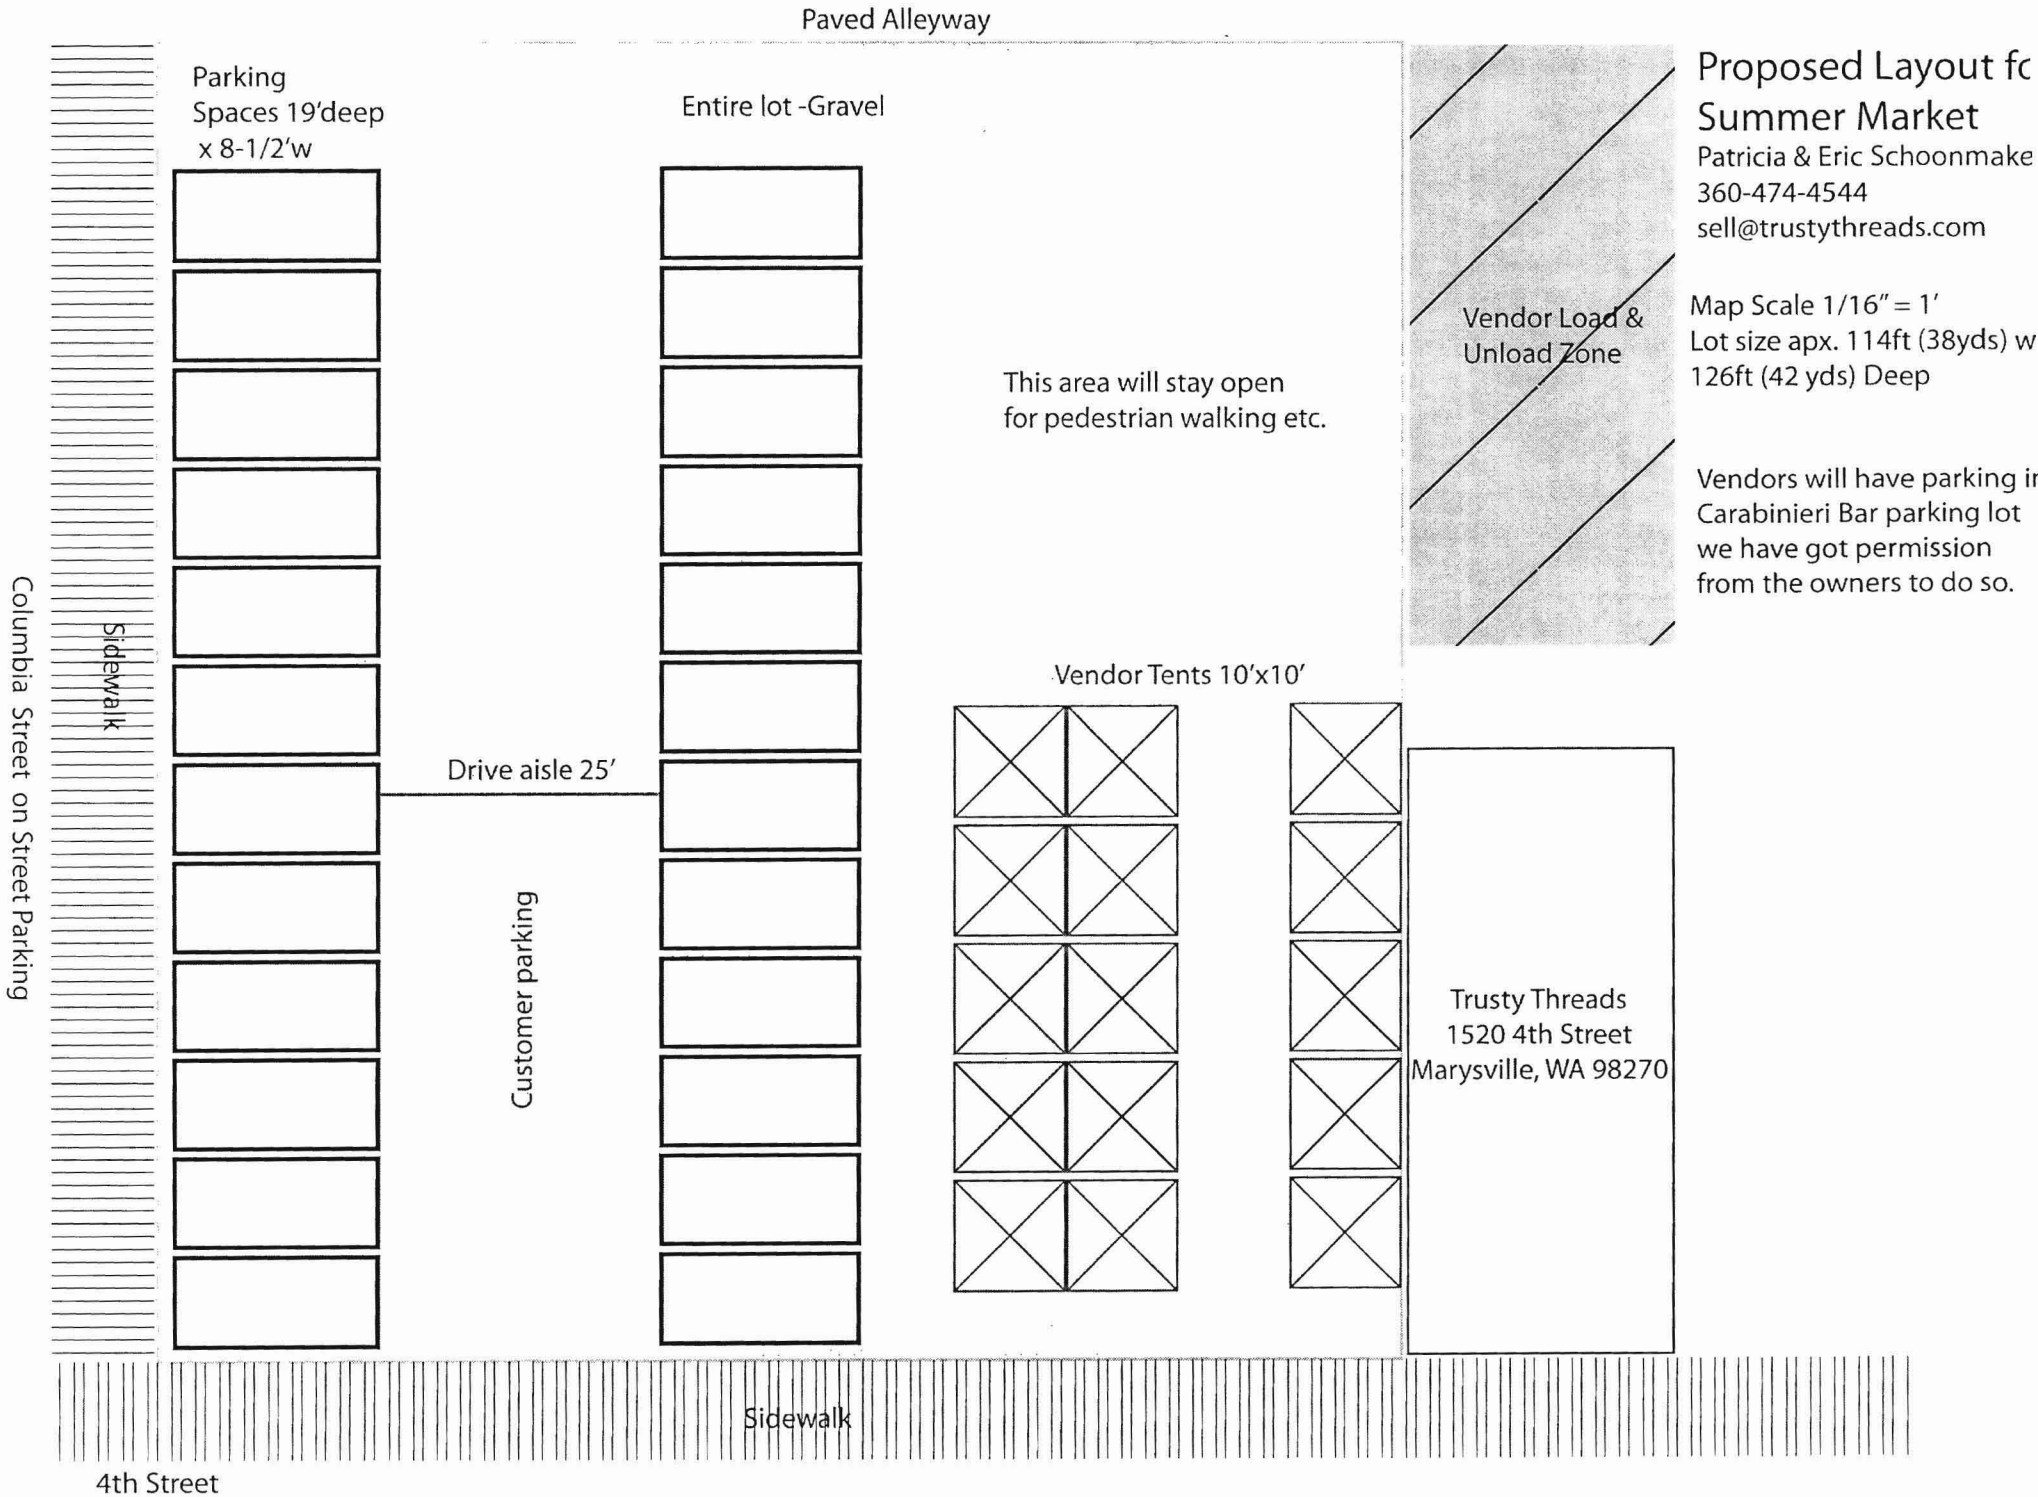 Paved Alleyway
Parking
Spaces 19'deep
x 8-1/2'w
Entire lot -Gravel
Proposed Layout fo
Summer Market
Patricia & Eric Schoonmake
360-474-4544
sell@trustythreads.com
Map Scale 1/16" = 1'
Lot size apx. 114ft (38yds) w
126ft (42 yds) Deep
Vendors will have parking in
Carabinieri Bar parking lot
we have got permission
from the owners to do so.
Vendor Load &
Unload Zone
This area will stay open
for pedestrian walking etc.
Columbia Street on Street Parking
Sidewalk
Vendor Tents 10'x10'
Drive aisle 25'
Customer parking
Trusty Threads
1520 4th Street
Marysville, WA 98270
Sidewalk
4th Street